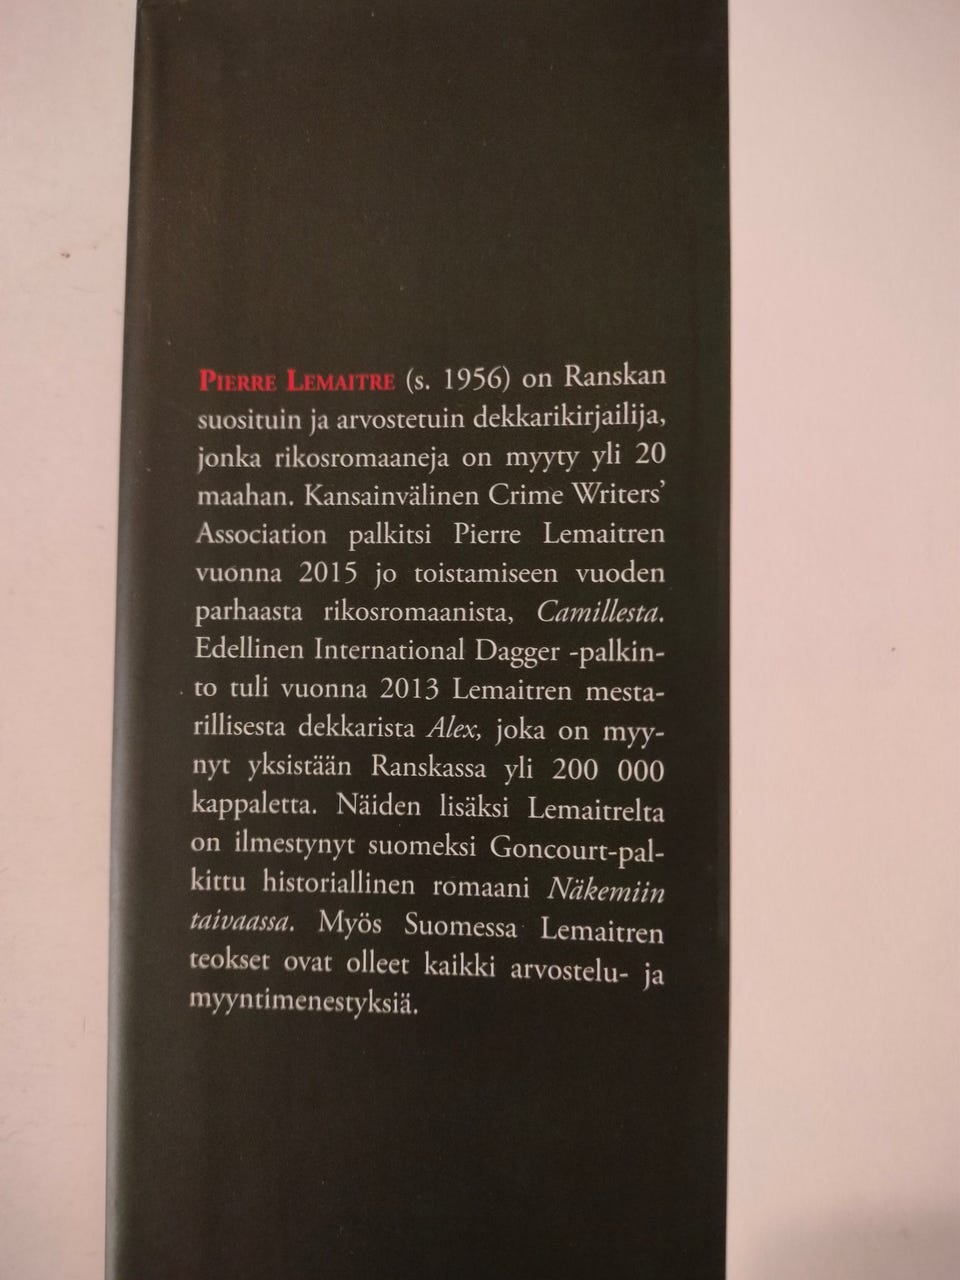 PIERRE LEMAITRE (s. 1956) on Ranskan
suosituin ja arvostetuin dekkarikirjailija,
jonka rikosromaaneja on myyty yli 20
maahan. Kansainvälinen Crime Writers’
Association palkitsi Pierre Lemaitren
vuonna 2015 jo toistamiseen vuoden
parhaasta rikosromaanista, Camillesta.
Edellinen International Dagger -palkin-
to tuli vuonna 2013 Lemaitren mesta-
rillisesta dekkarista Alex, joka on myy-
nyt yksistään Ranskassa yli 200 000
kappaletta. Näiden lisäksi Lemaitrelta
on ilmestynyt suomeksi Goncourt-pal-
kittu historiallinen romaani Näkemiin
taivaassa. Myös Suomessa Lemaitren
teokset ovat olleet kaikki arvostelu- ja
myyntimenestyksiä.